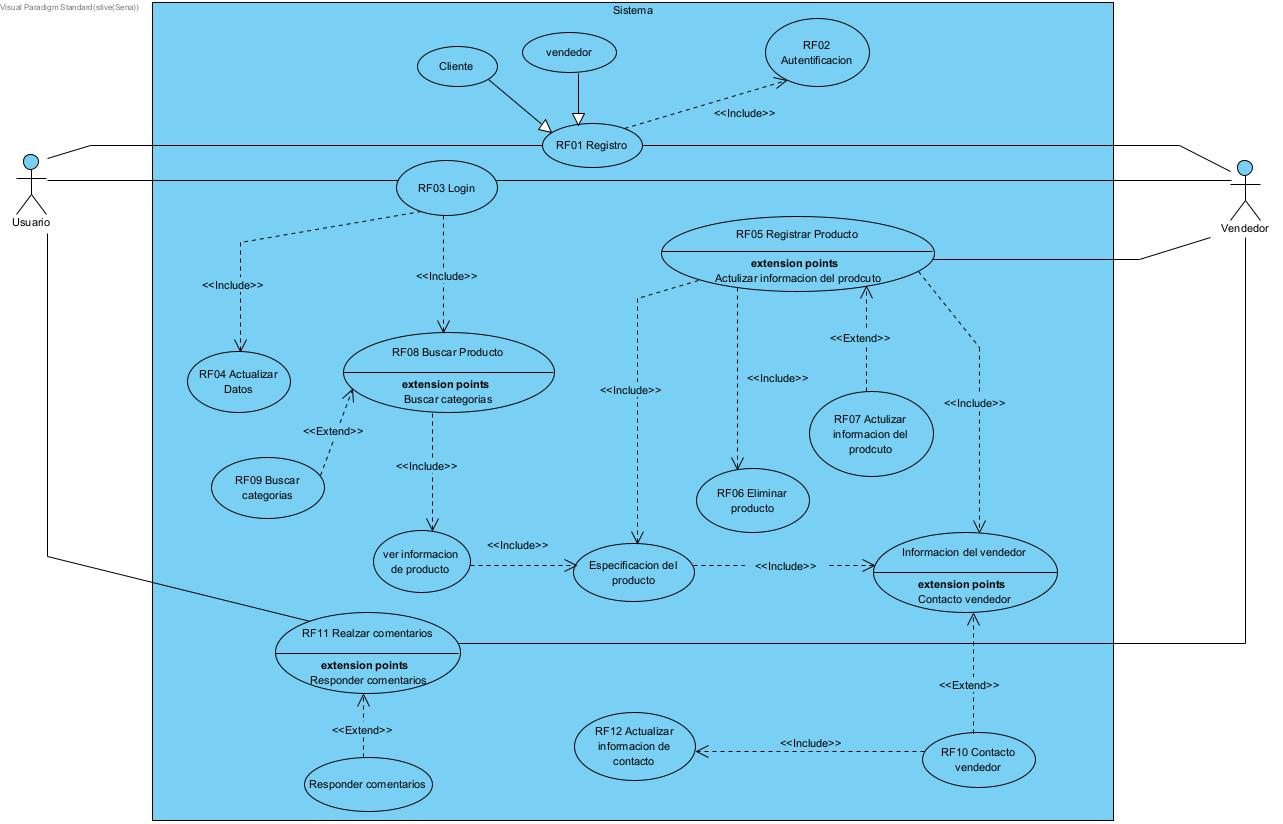 Visual Paradigm Standard(stive(Sena))
Sistema
Cliente
vendedor
RF02
Autentificacion
<<Include>>
RF01 Registro
RF03 Login
Usuario
Vendedor
RF05 Registrar Producto
extension points
Actulizar informacion del prodcuto
<<Include>>
<<Include>>
<<Extend>>
RF08 Buscar Producto
extension points
Buscar categorias
RF04 Actualizar
Datos
<<Include>>
<<Include>>
<<Include>>
RF07 Actulizar
informacion del
prodcuto
<<Extend>>
<<Include>>
RF09 Buscar
categorias
RF06 Eliminar
producto
ver informacion
de producto
<<Include>>
Especificacion del
producto
<<Include>>
Informacion del vendedor
extension points
Contacto vendedor
RF11 Realzar comentarios
extension points
Responder comentarios
<<Extend>>
<<Extend>>
RF12 Actualizar
informacion de
contacto
<<Include>>
RF10 Contacto
vendedor
Responder comentarios